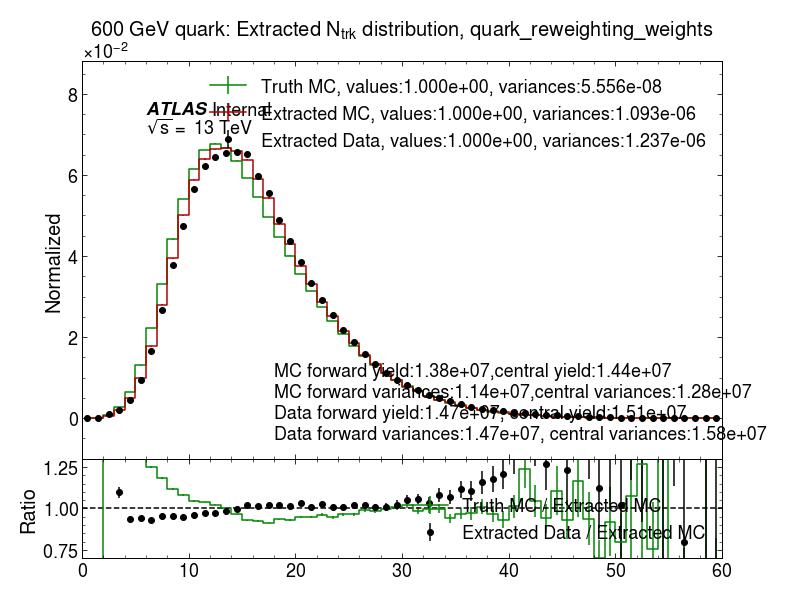 600 GeV quark: Extracted N_trk distribution, quark_reweighting_weights
×10⁻²
Truth MC, values:1.000e+00, variances:5.556e-08
ATLAS Internal
Extracted MC, values:1.000e+00, variances:1.093e-06
√s = 13 TeV
Extracted Data, values:1.000e+00, variances:1.237e-06
8
6
4
2
0
Normalized
MC forward yield:1.38e+07,central yield:1.44e+07
MC forward variances:1.14e+07,central variances:1.28e+07
Data forward yield:1.47e+07, central yield:1.51e+07
Data forward variances:1.47e+07, central variances:1.58e+07
1.25
1.00
0.75
Ratio
Truth MC / Extracted MC
Extracted Data / Extracted MC
0 10 20 30 40 50 60